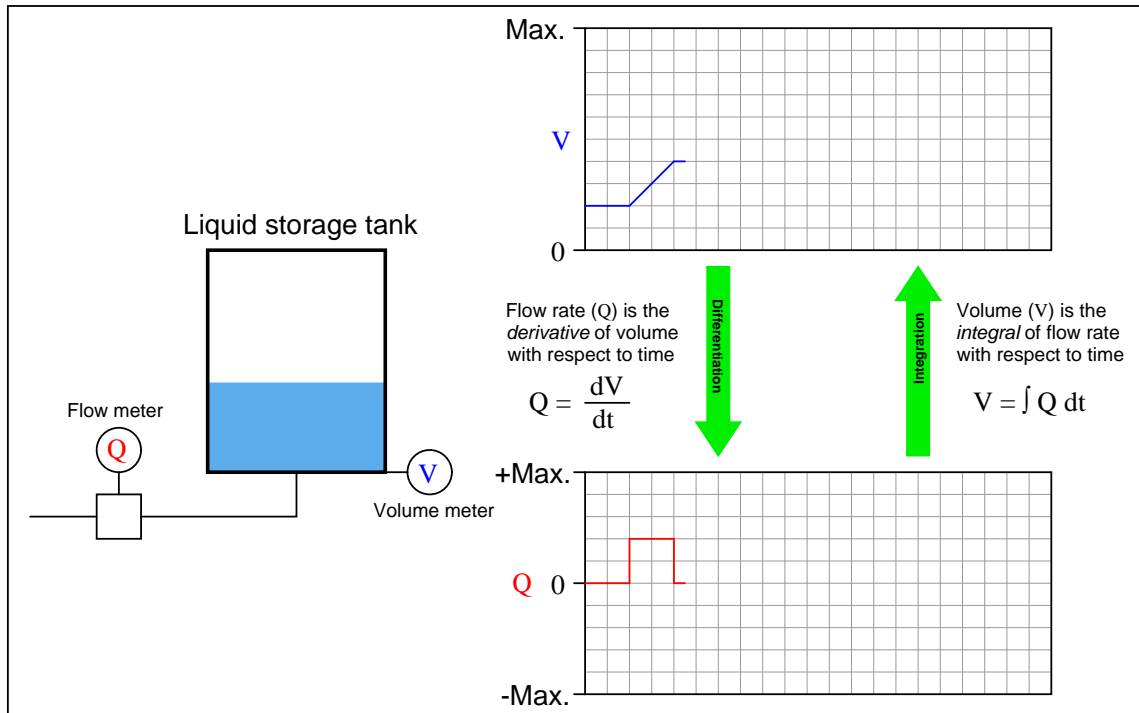 Max.
V
0
Liquid storage tank
Flow meter
Q
V
Volume meter
Flow rate (Q) is the
derivative of volume
with respect to time
Q = dV
dt
Differentiation
Integration
Volume (V) is the
integral of flow rate
with respect to time
V = ∫ Q dt
+Max.
Q 0
-Max.